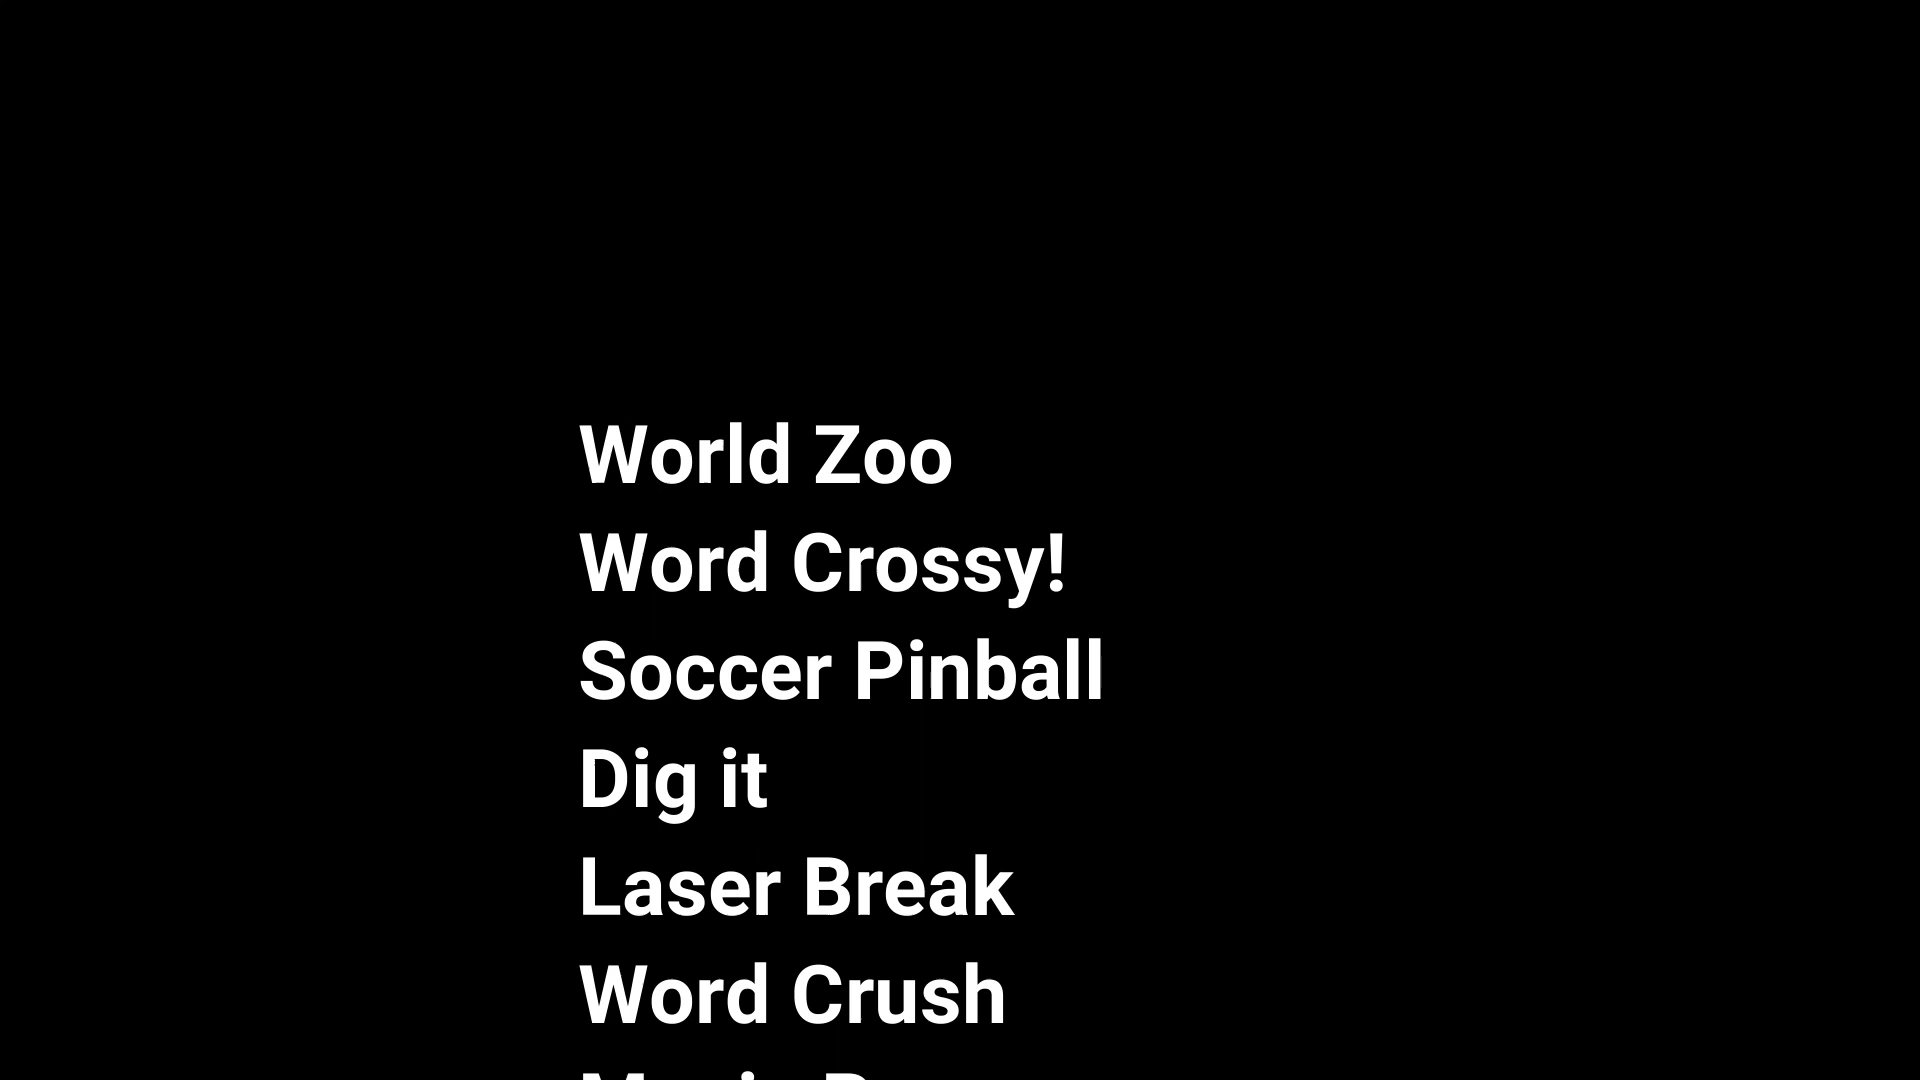 World Zoo
Word Crossy!
Soccer Pinball
Dig it
Laser Break
Word Crush